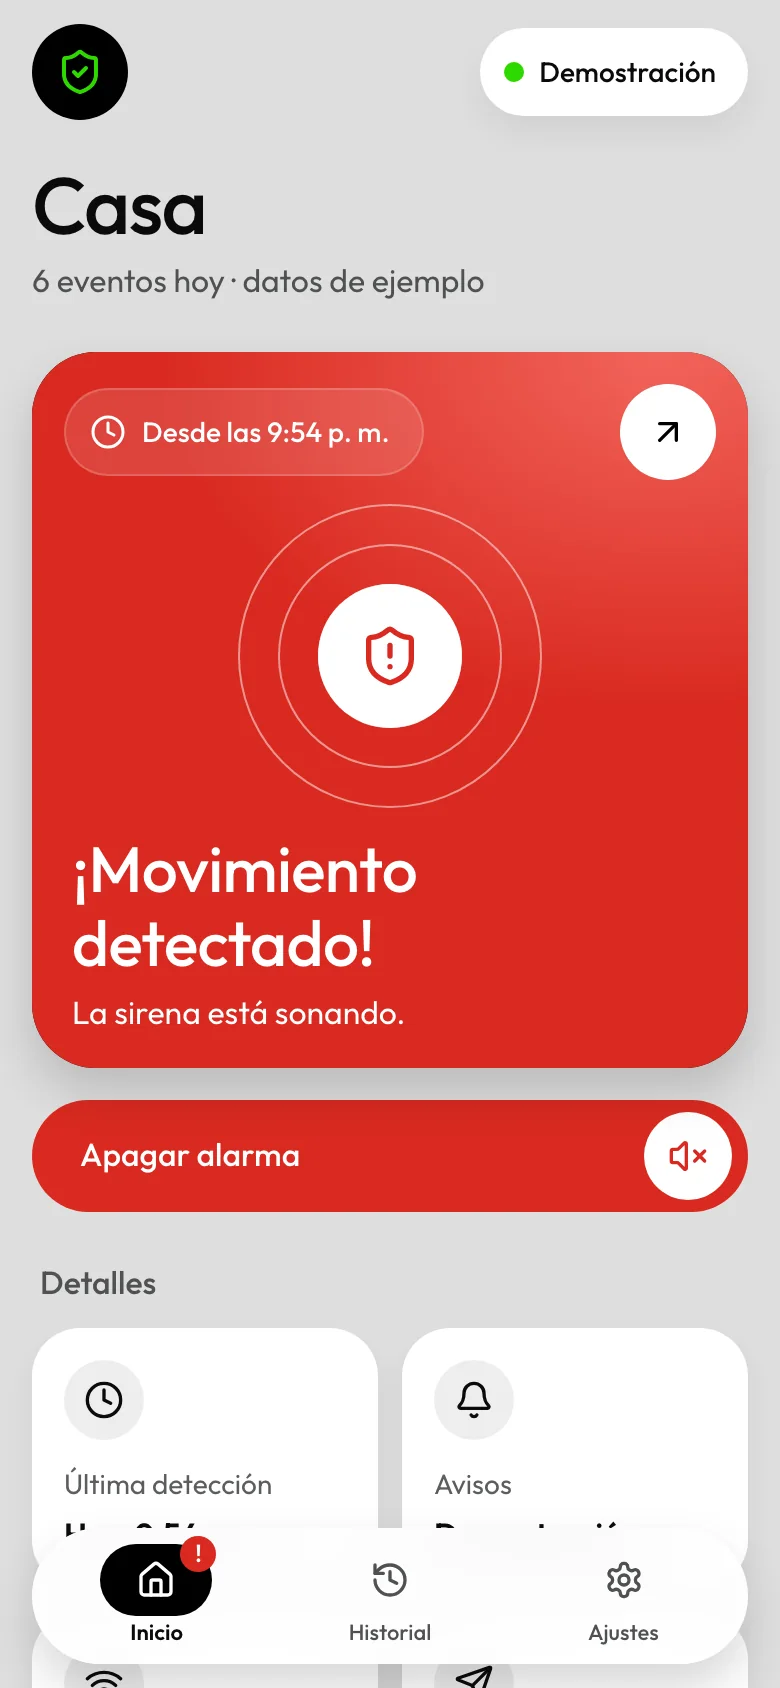 Demostración
Casa
6 eventos hoy · datos de ejemplo
Desde las 9:54 p. m.
¡Movimiento
detectado!
La sirena está sonando.
Apagar alarma
Detalles
Última detección
Avisos
!
Inicio
Historial
Ajustes